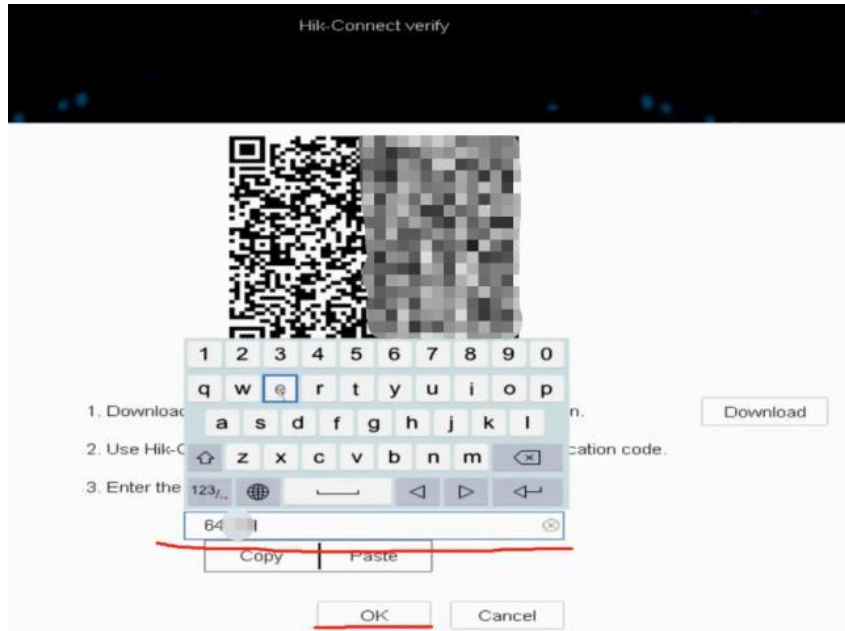 Hik-Connect verify
1 2 3 4 5 6 7 8 9 0
q w e r t y u i o p
1. Download
n.
Download
a s d f g h j k l
2. Use Hik-C
cation code.
z x c v b n m
3. Enter the
123/.,
64
Copy Paste
OK Cancel